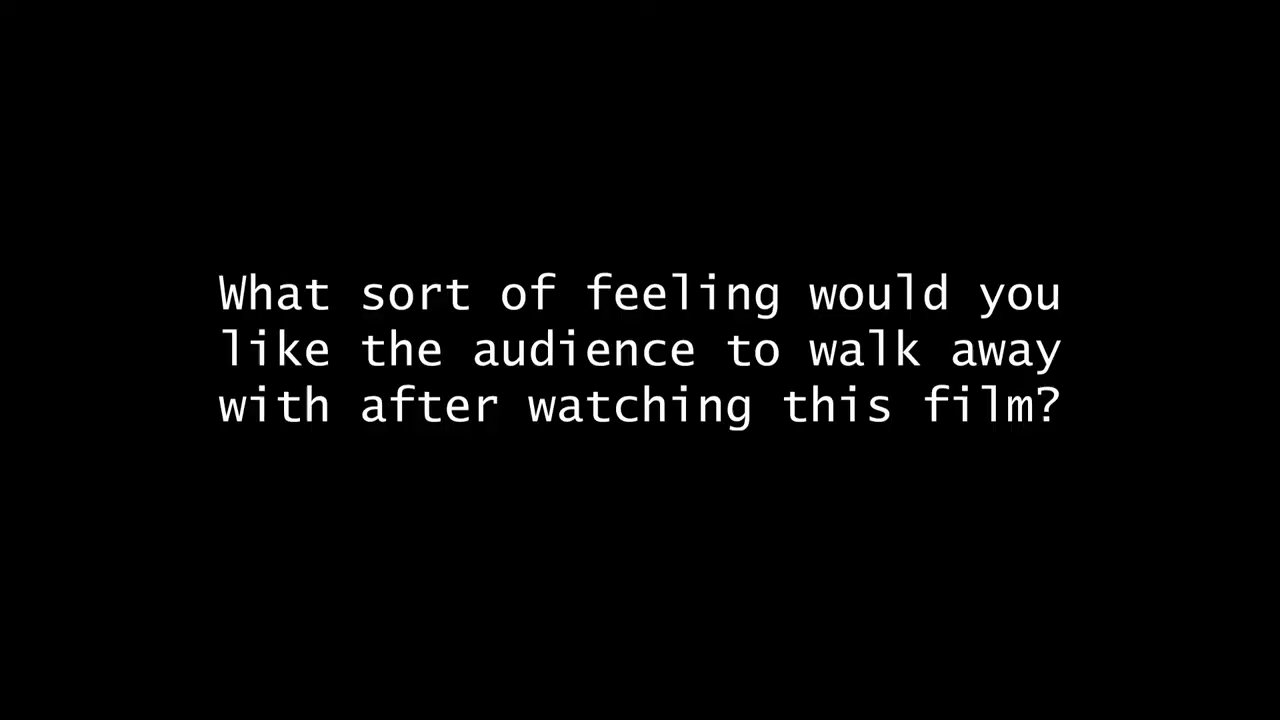 What sort of feeling would you
like the audience to walk away
with after watching this film?